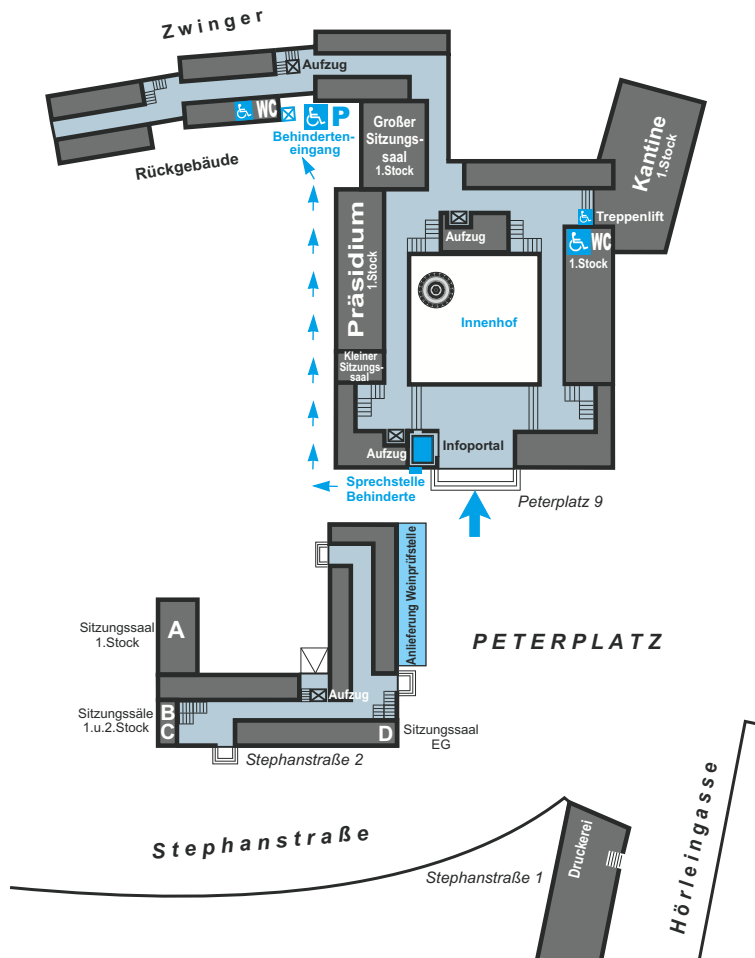 Zwinger
Aufzug
WC
P
Behinderten-
eingang
Rückgebäude
Großer
Sitzungs-
saal
1.Stock
Kantine
1.Stock
Treppenlift
WC
1.Stock
Aufzug
Präsidium
1.Stock
Innenhof
Kleiner
Sitzungs-
saal
Aufzug
Infoportal
Sprechstelle
Behinderte
Peterplatz 9
Anlieferung Weinprüfstelle
Sitzungssaal
1.Stock
A
PETERPLATZ
Aufzug
Sitzungssäle
1.u.2.Stock
B
C
D
Sitzungssaal
EG
Stephanstraße 2
Stephanstraße
Stephanstraße 1
Druckerei
Hörleingasse